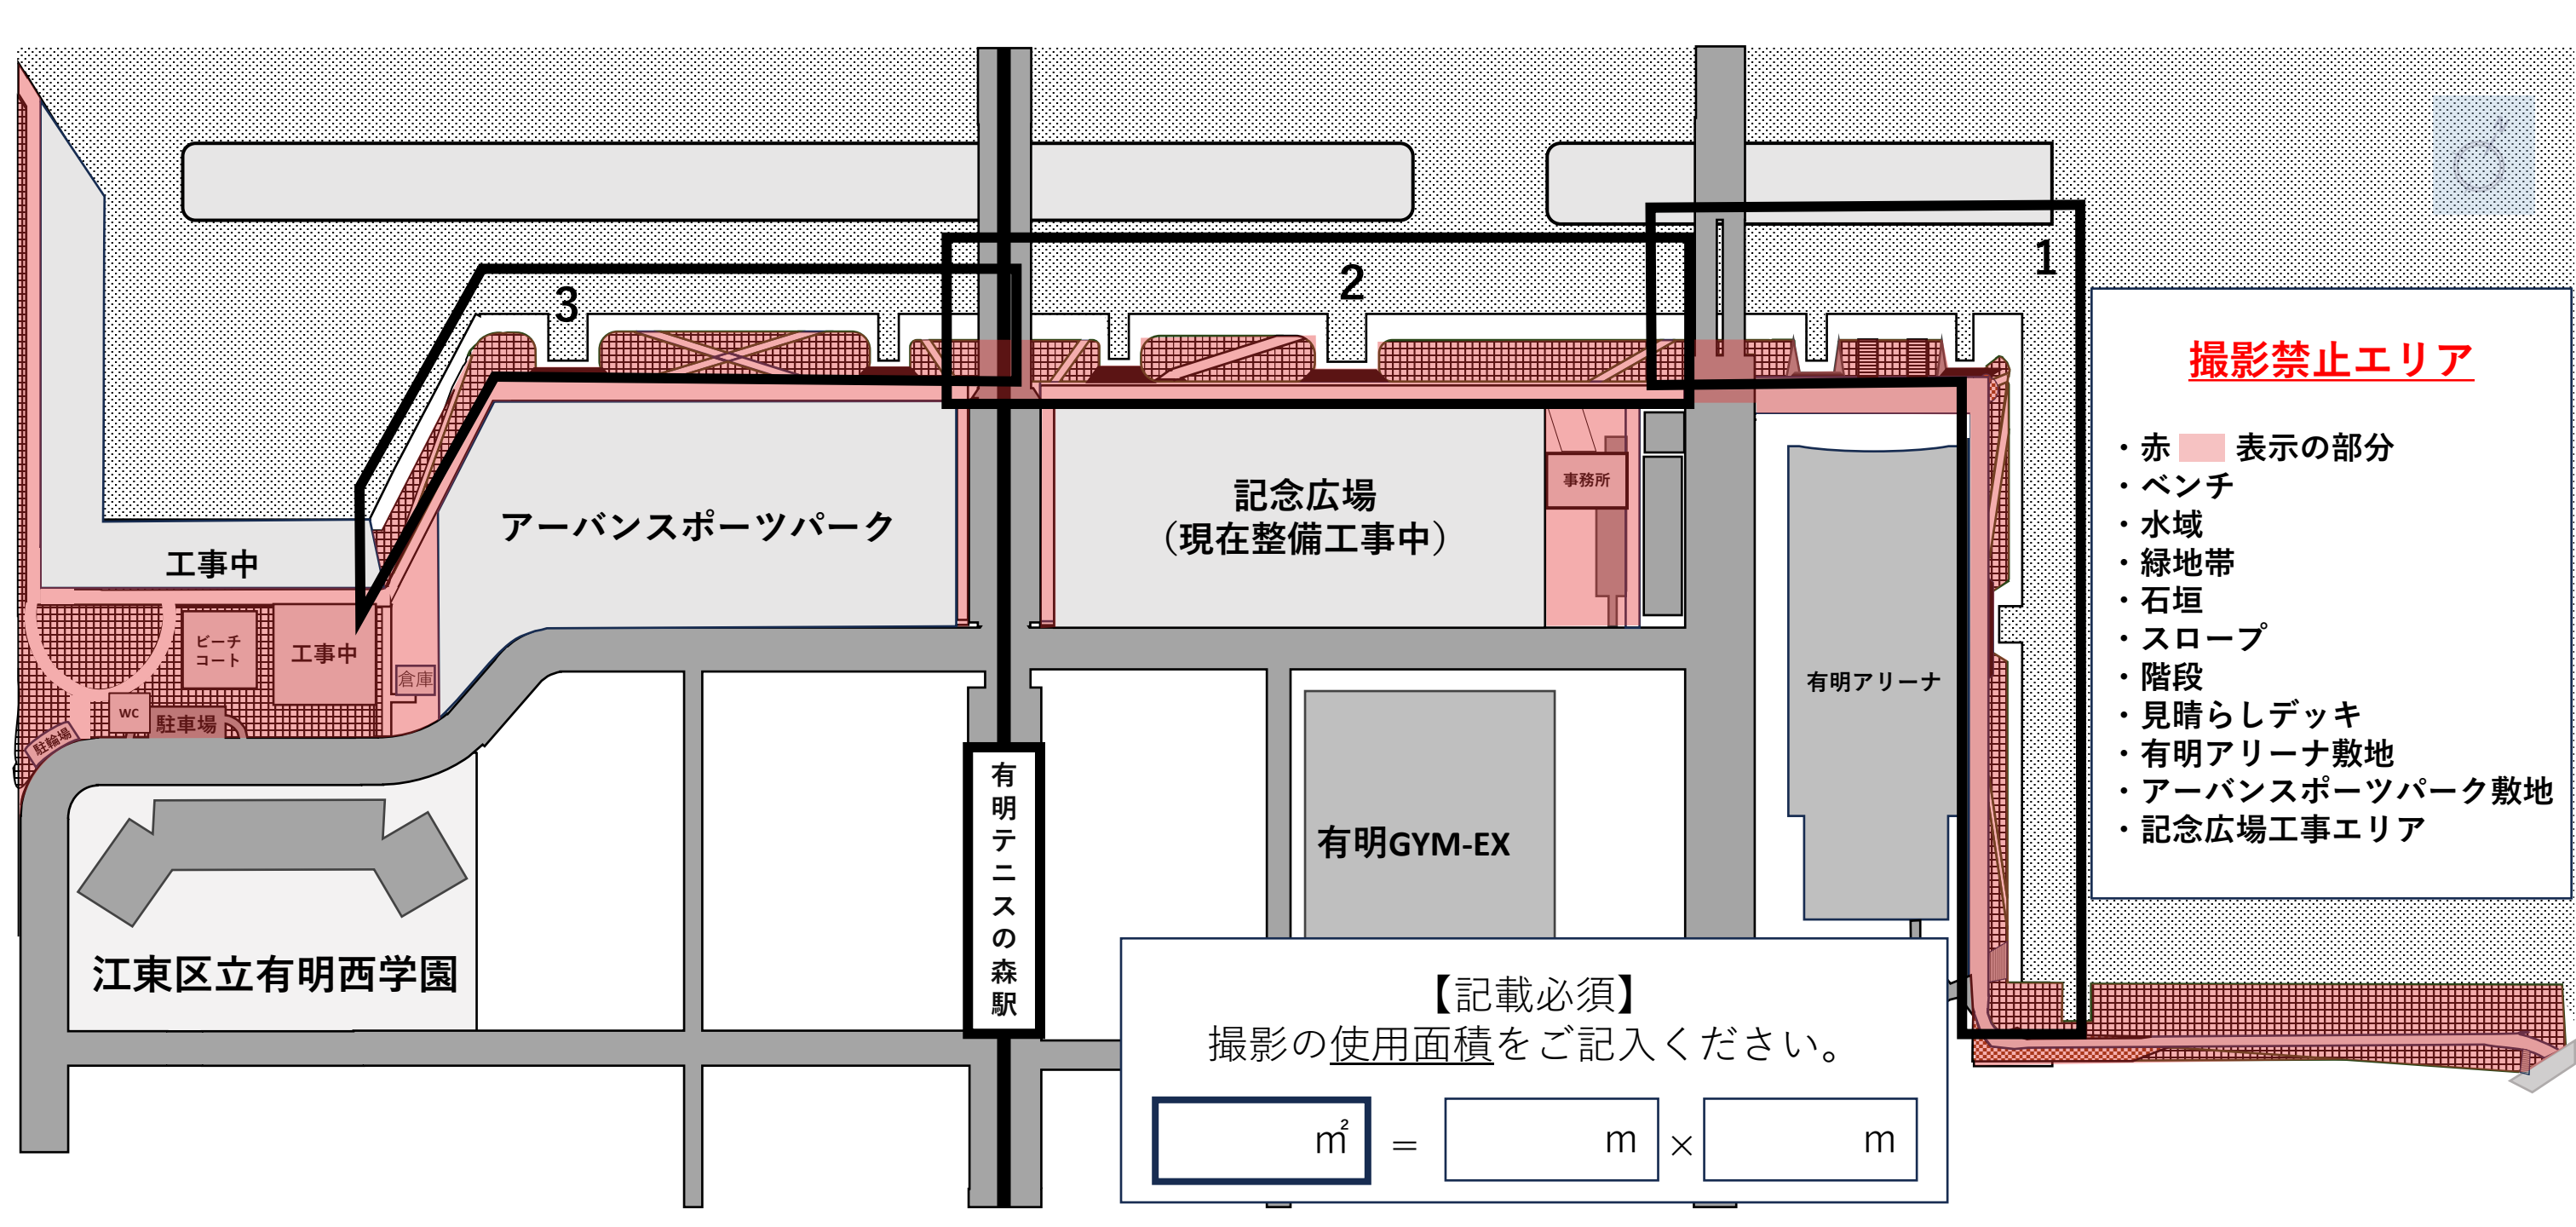 1
2
3
撮影禁止エリア
・赤　表示の部分
・ベンチ
・水域
・緑地帯
・石垣
・スロープ
・階段
・見晴らしデッキ
・有明アリーナ敷地
・アーバンスポーツパーク敷地
・記念広場工事エリア
アーバンスポーツパーク
記念広場
（現在整備工事中）
事務所
工事中
ビーチ
コート
工事中
倉庫
WC
駐車場
駐輪場
有明アリーナ
有明テニスの森駅
有明GYM-EX
江東区立有明西学園
【記載必須】
撮影の使用面積をご記入ください。
㎡ ＝ m × m